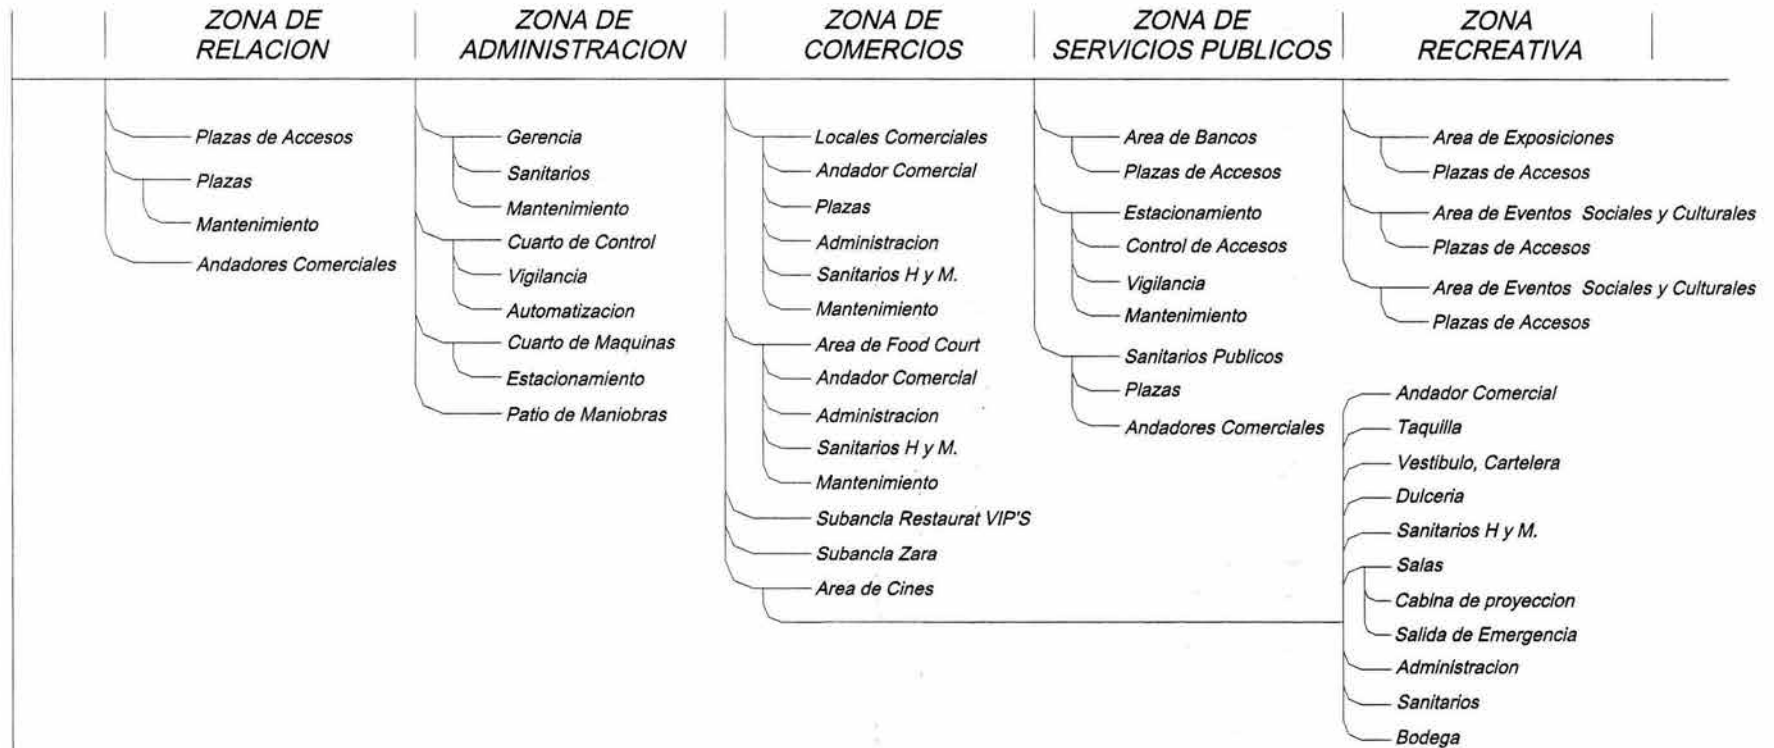 ZONA DE
RELACION
ZONA DE
ADMINISTRACION
ZONA DE
COMERCIOS
ZONA DE
SERVICIOS PUBLICOS
ZONA
RECREATIVA
Plazas de Accesos
Plazas
Mantenimiento
Andadores Comerciales
Gerencia
Sanitarios
Mantenimiento
Cuarto de Control
Vigilancia
Automatizacion
Cuarto de Maquinas
Estacionamiento
Patio de Maniobras
Locales Comerciales
Andador Comercial
Plazas
Administracion
Sanitarios H y M.
Mantenimiento
Area de Food Court
Andador Comercial
Administracion
Sanitarios H y M.
Mantenimiento
Subancla Restaurat VIP'S
Subancla Zara
Area de Cines
Area de Bancos
Plazas de Accesos
Estacionamiento
Control de Accesos
Vigilancia
Mantenimiento
Sanitarios Publicos
Plazas
Andadores Comerciales
Area de Exposiciones
Plazas de Accesos
Area de Eventos Sociales y Culturales
Plazas de Accesos
Area de Eventos Sociales y Culturales
Plazas de Accesos
Andador Comercial
Taquilla
Vestibulo, Cartelera
Dulceria
Sanitarios H y M.
Salas
Cabina de proyeccion
Salida de Emergencia
Administracion
Sanitarios
Bodega